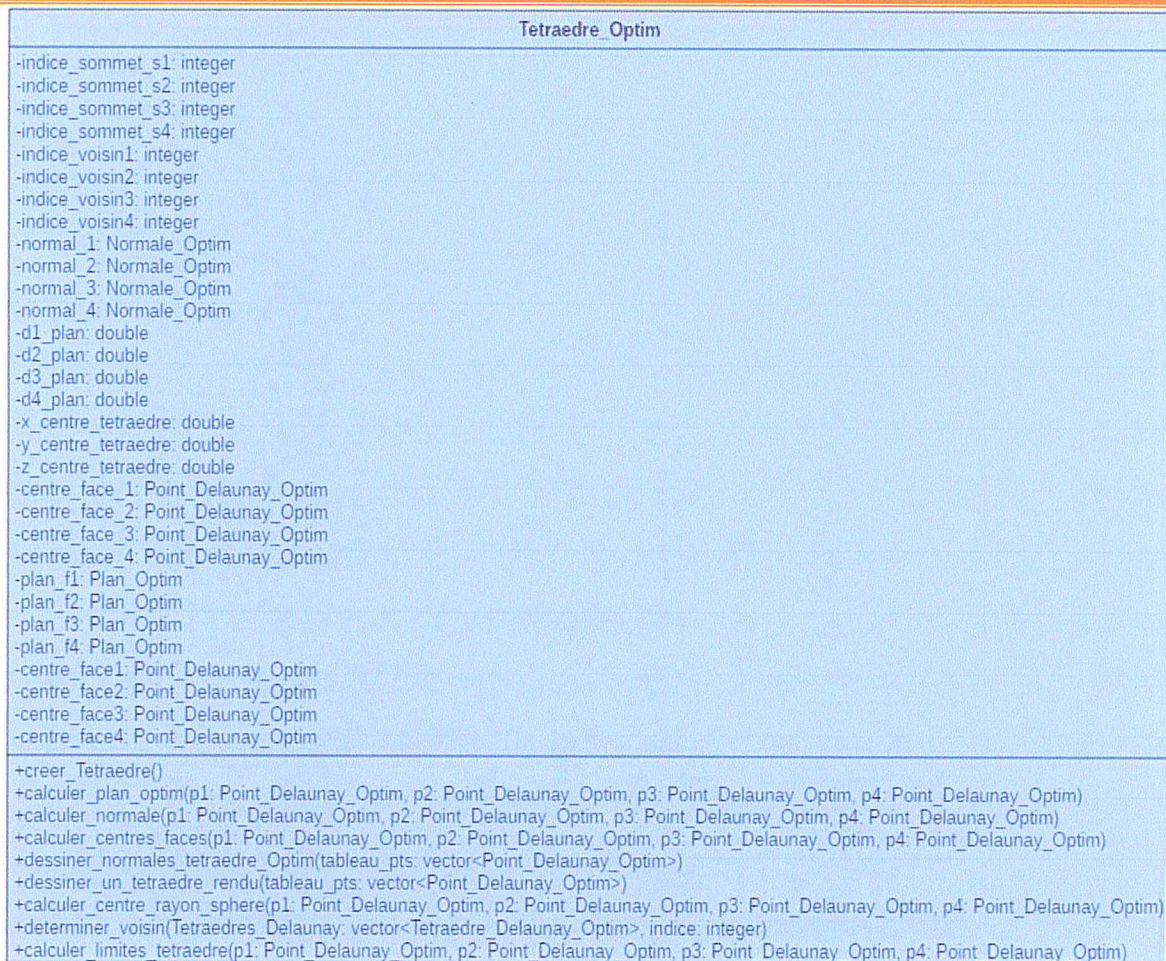 Tetraedre_Optim
-indice_sommet_s1: integer
-indice_sommet_s2: integer
-indice_sommet_s3: integer
-indice_sommet_s4: integer
-indice_voisin1: integer
-indice_voisin2: integer
-indice_voisin3: integer
-indice_voisin4: integer
-normal_1: Normale_Optim
-normal_2: Normale_Optim
-normal_3: Normale_Optim
-normal_4: Normale_Optim
-d1_plan: double
-d2_plan: double
-d3_plan: double
-d4_plan: double
-x_centre_tetraedre: double
-y_centre_tetraedre: double
-z_centre_tetraedre: double
-centre_face_1: Point_Delaunay_Optim
-centre_face_2: Point_Delaunay_Optim
-centre_face_3: Point_Delaunay_Optim
-centre_face_4: Point_Delaunay_Optim
-plan_f1: Plan_Optim
-plan_f2: Plan_Optim
-plan_f3: Plan_Optim
-plan_f4: Plan_Optim
-centre_face1: Point_Delaunay_Optim
-centre_face2: Point_Delaunay_Optim
-centre_face3: Point_Delaunay_Optim
-centre_face4: Point_Delaunay_Optim
+creer_Tetraedre()
+calculer_plan_optim(p1: Point_Delaunay_Optim, p2: Point_Delaunay_Optim, p3: Point_Delaunay_Optim, p4: Point_Delaunay_Optim)
+calculer_normale(p1: Point_Delaunay_Optim, p2: Point_Delaunay_Optim, p3: Point_Delaunay_Optim, p4: Point_Delaunay_Optim)
+calculer_centres_faces(p1: Point_Delaunay_Optim, p2: Point_Delaunay_Optim, p3: Point_Delaunay_Optim, p4: Point_Delaunay_Optim)
+dessiner_normales_tetraedre_Optim(tableau_pts: vector<Point_Delaunay_Optim>)
+dessiner_un_tetraedre_rendu(tableau_pts: vector<Point_Delaunay_Optim>)
+calculer_centre_rayon_sphere(p1: Point_Delaunay_Optim, p2: Point_Delaunay_Optim, p3: Point_Delaunay_Optim, p4: Point_Delaunay_Optim)
+determiner_voisin(Tetraedres_Delaunay: vector<Tetraedre_Delaunay_Optim>, indice: integer)
+calculer_limites_tetraedre(p1: Point_Delaunay_Optim, p2: Point_Delaunay_Optim, p3: Point_Delaunay_Optim, p4: Point_Delaunay_Optim)